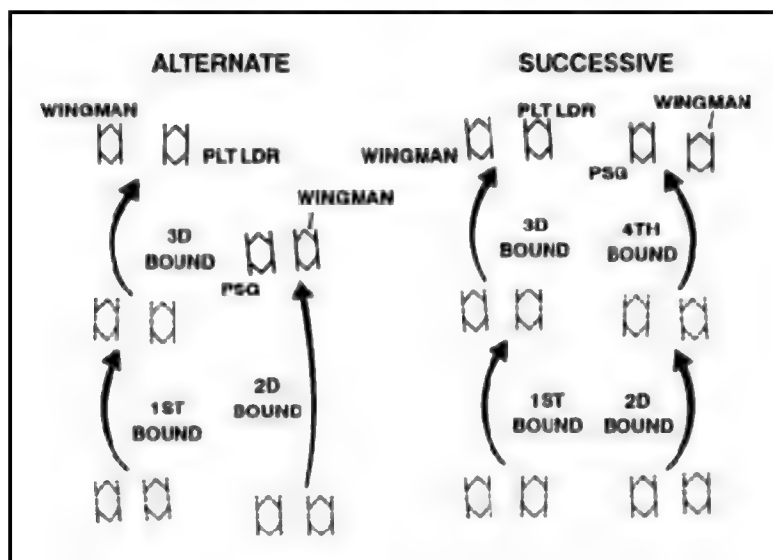 ALTERNATE
WINGMAN
PLT LDR
WINGMAN
3D
BOUND
PSG
1ST
BOUND
2D
BOUND
SUCCESSIVE
WINGMAN
PLT LDR
WINGMAN
PSG
3D
BOUND
4TH
BOUND
1ST
BOUND
2D
BOUND